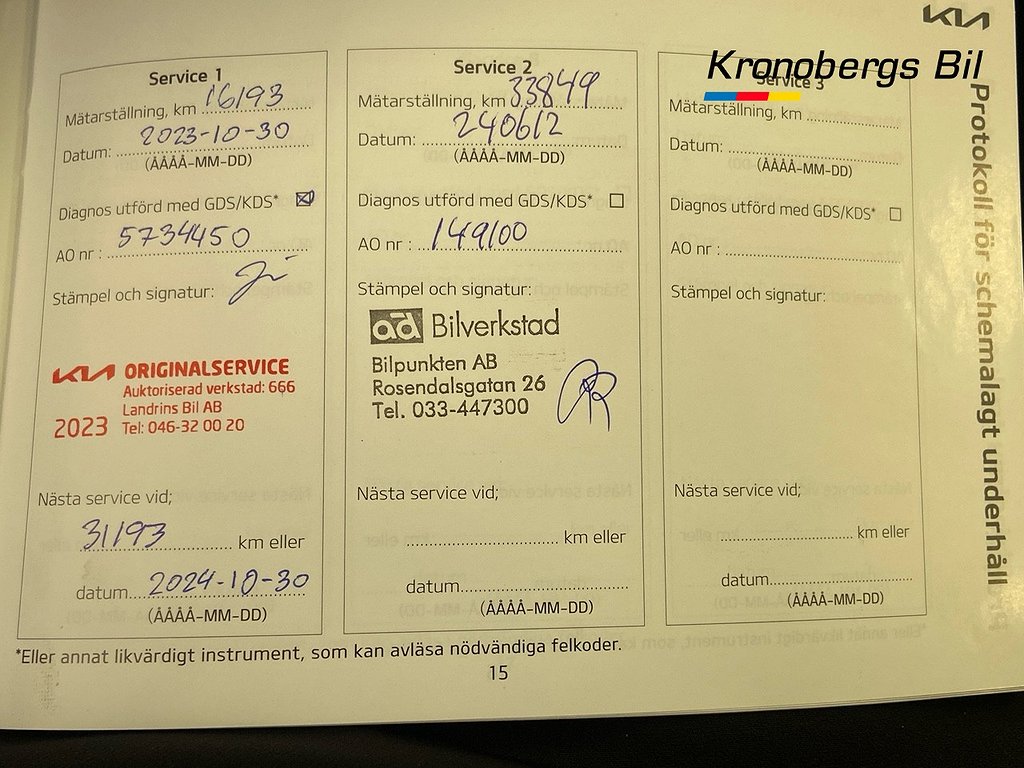 KIA
Kronobergs Bil
Protokoll för schemalagt underhåll
Service 1
Mätarställning, km 16193
Datum: 2023-10-30
(ÅÅÅÅ-MM-DD)
Diagnos utförd med GDS/KDS*
AO nr : 5734450
Stämpel och signatur:
KIA ORIGINALSERVICE
Auktoriserad verkstad: 666
Landrins Bil AB
2023 Tel: 046-32 00 20
Nästa service vid;
31193 km eller
datum 2024-10-30
(ÅÅÅÅ-MM-DD)
Service 2
Mätarställning, km 33849
Datum: 240612
(ÅÅÅÅ-MM-DD)
Diagnos utförd med GDS/KDS*
AO nr : 149100
Stämpel och signatur:
ad Bilverkstad
Bilpunkten AB
Rosendalsgatan 26
Tel. 033-447300
Nästa service vid;
km eller
datum
(ÅÅÅÅ-MM-DD)
Service 3
Mätarställning, km
Datum:
(ÅÅÅÅ-MM-DD)
Diagnos utförd med GDS/KDS*
AO nr :
Stämpel och signatur:
Nästa service vid;
km eller
datum
(ÅÅÅÅ-MM-DD)
*Eller annat likvärdigt instrument, som kan avläsa nödvändiga felkoder.
15